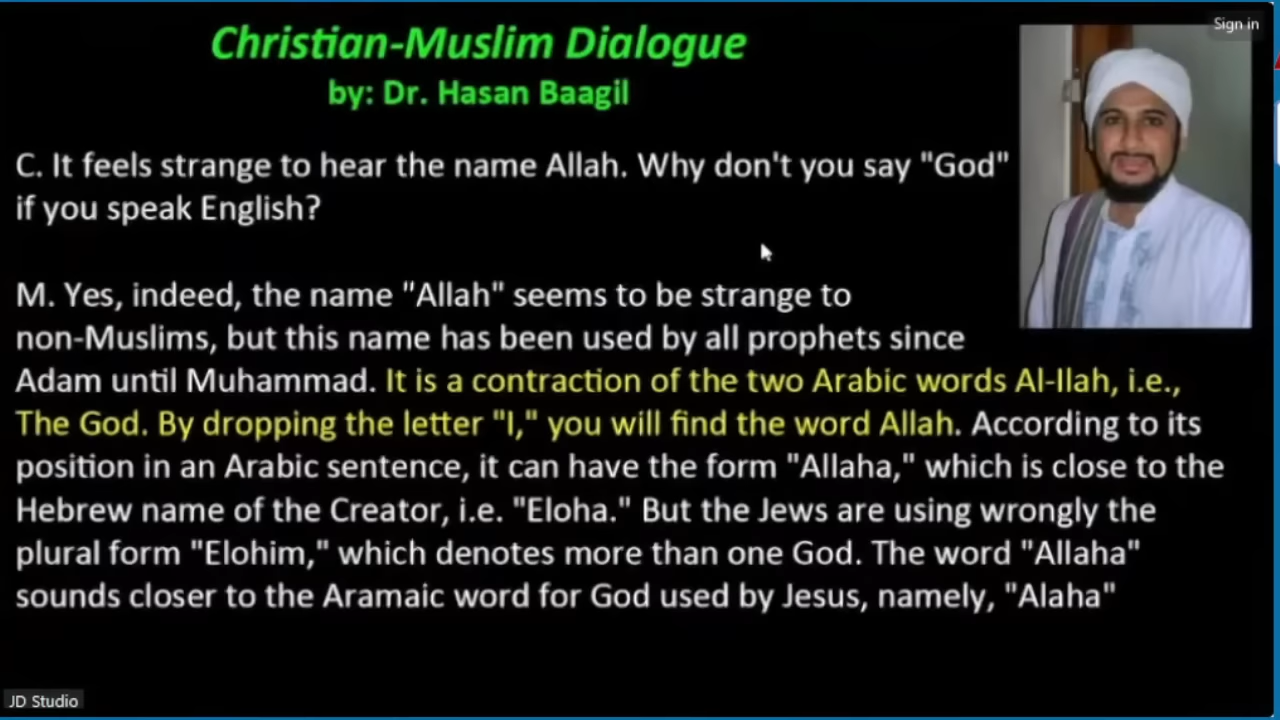 Sign in
Christian-Muslim Dialogue
by: Dr. Hasan Baagil
C. It feels strange to hear the name Allah. Why don't you say "God"
if you speak English?
M. Yes, indeed, the name "Allah" seems to be strange to
non-Muslims, but this name has been used by all prophets since
Adam until Muhammad. It is a contraction of the two Arabic words Al-Ilah, i.e.,
The God. By dropping the letter "I," you will find the word Allah. According to its
position in an Arabic sentence, it can have the form "Allaha," which is close to the
Hebrew name of the Creator, i.e. "Eloha." But the Jews are using wrongly the
plural form "Elohim," which denotes more than one God. The word "Allaha"
sounds closer to the Aramaic word for God used by Jesus, namely, "Alaha"
JD Studio